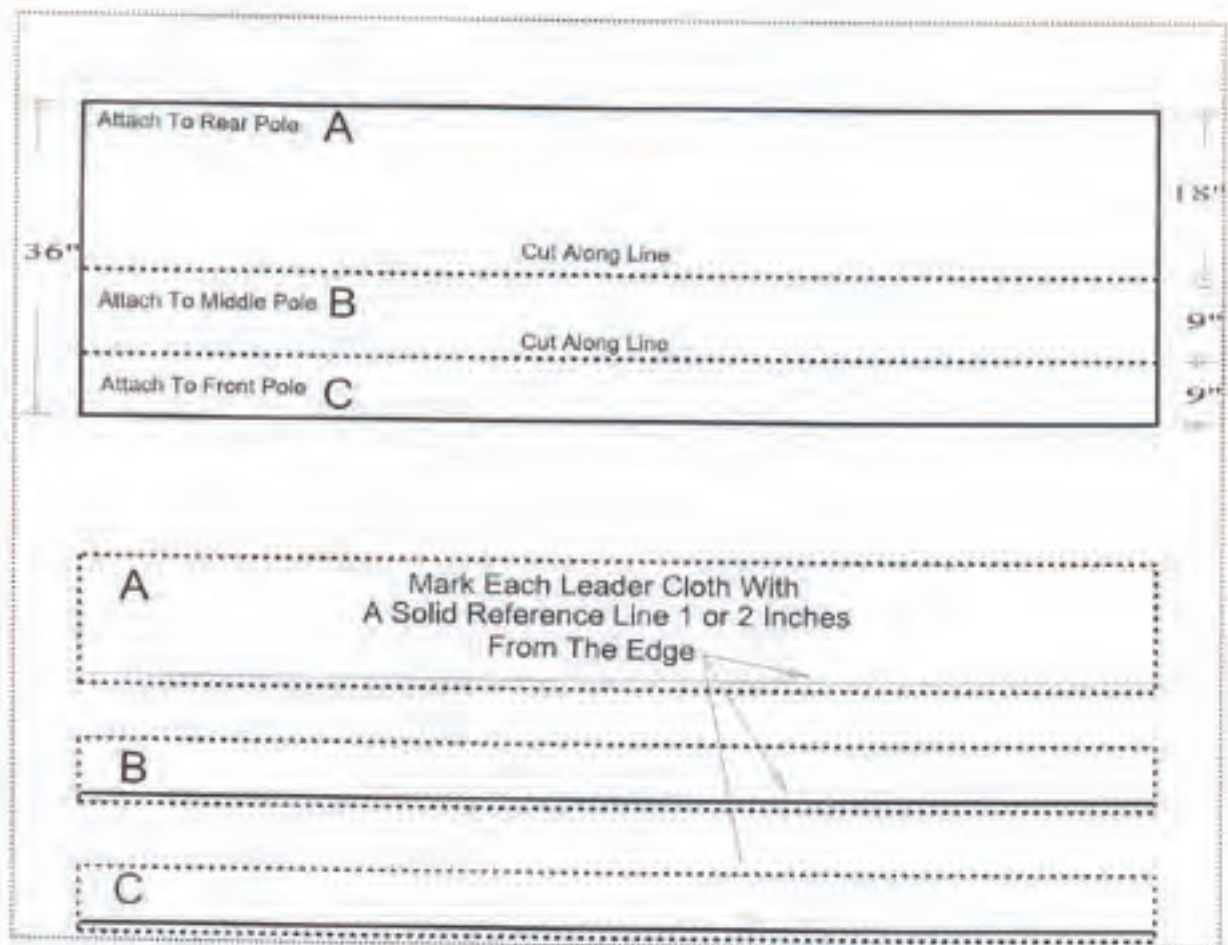 Attach To Rear Pole A
18"
36"
Cut Along Line
Attach To Middle Pole B
9"
Cut Along Line
Attach To Front Pole C
9"
A
Mark Each Leader Cloth With
A Solid Reference Line 1 or 2 Inches
From The Edge
B
C